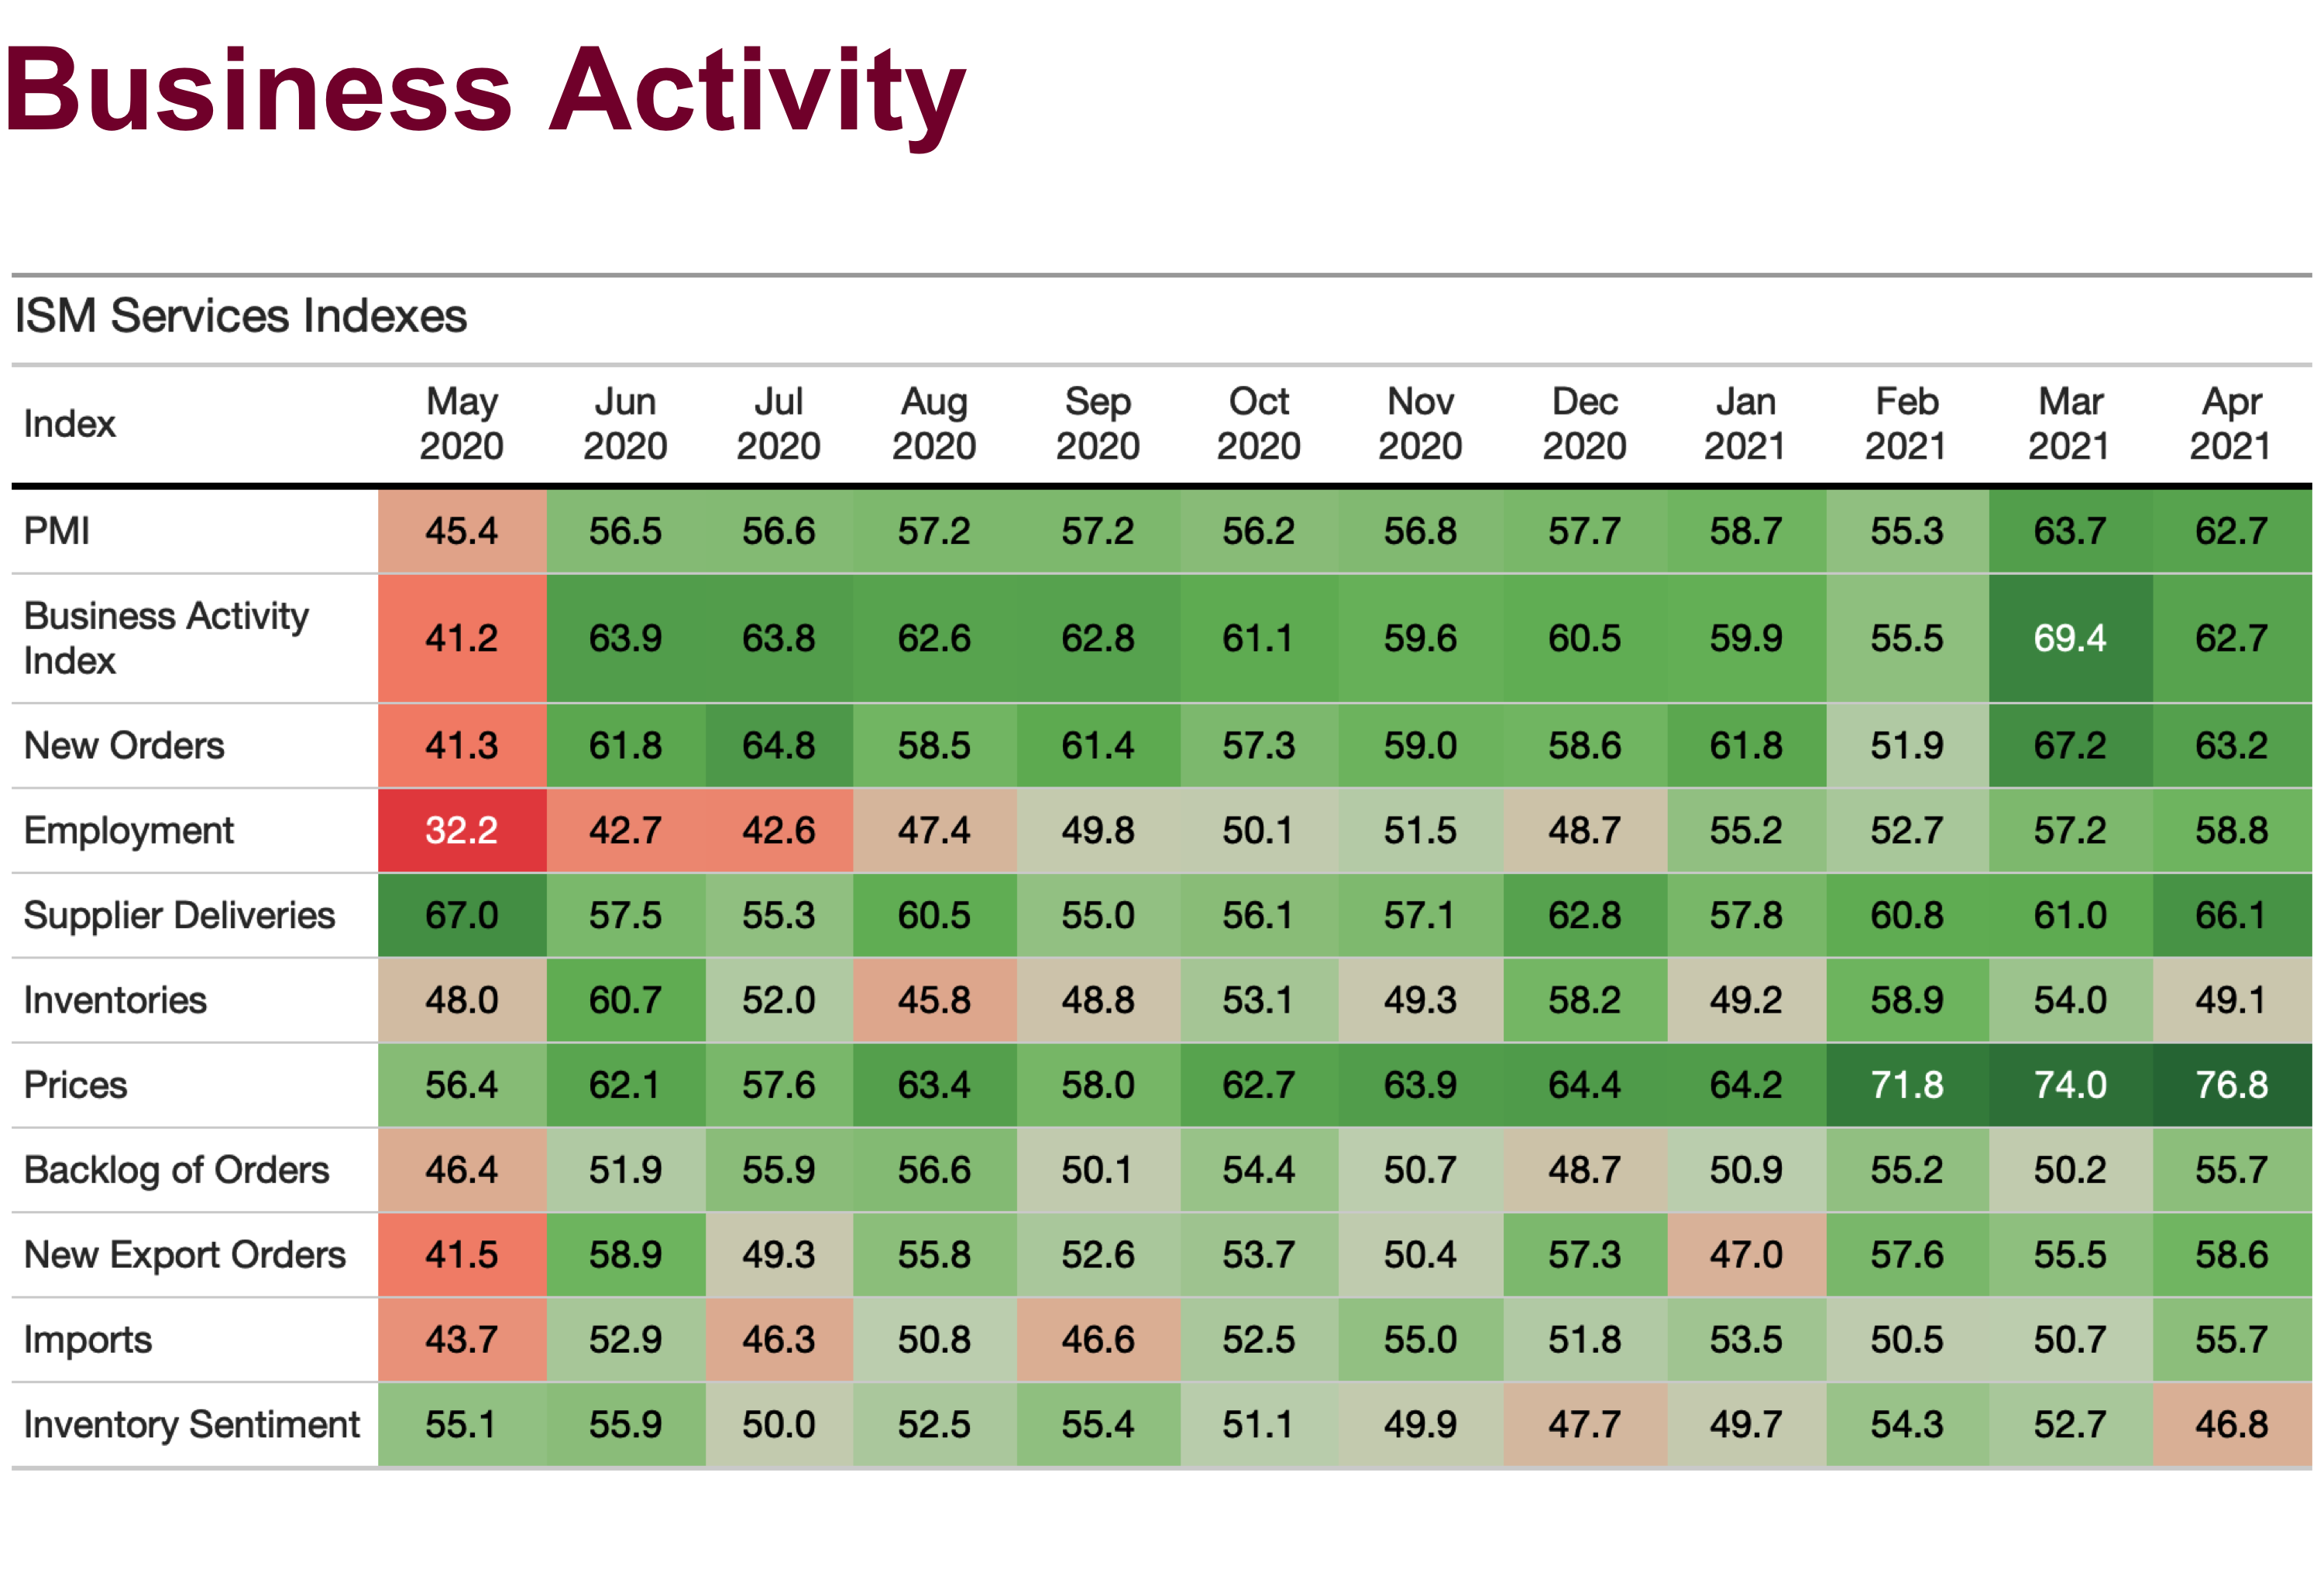 Business Activity
ISM Services Indexes
Index May 2020 Jun 2020 Jul 2020 Aug 2020 Sep 2020 Oct 2020 Nov 2020 Dec 2020 Jan 2021 Feb 2021 Mar 2021 Apr 2021
PMI 45.4 56.5 56.6 57.2 57.2 56.2 56.8 57.7 58.7 55.3 63.7 62.7
Business Activity Index 41.2 63.9 63.8 62.6 62.8 61.1 59.6 60.5 59.9 55.5 69.4 62.7
New Orders 41.3 61.8 64.8 58.5 61.4 57.3 59.0 58.6 61.8 51.9 67.2 63.2
Employment 32.2 42.7 42.6 47.4 49.8 50.1 51.5 48.7 55.2 52.7 57.2 58.8
Supplier Deliveries 67.0 57.5 55.3 60.5 55.0 56.1 57.1 62.8 57.8 60.8 61.0 66.1
Inventories 48.0 60.7 52.0 45.8 48.8 53.1 49.3 58.2 49.2 58.9 54.0 49.1
Prices 56.4 62.1 57.6 63.4 58.0 62.7 63.9 64.4 64.2 71.8 74.0 76.8
Backlog of Orders 46.4 51.9 55.9 56.6 50.1 54.4 50.7 48.7 50.9 55.2 50.2 55.7
New Export Orders 41.5 58.9 49.3 55.8 52.6 53.7 50.4 57.3 47.0 57.6 55.5 58.6
Imports 43.7 52.9 46.3 50.8 46.6 52.5 55.0 51.8 53.5 50.5 50.7 55.7
Inventory Sentiment 55.1 55.9 50.0 52.5 55.4 51.1 49.9 47.7 49.7 54.3 52.7 46.8